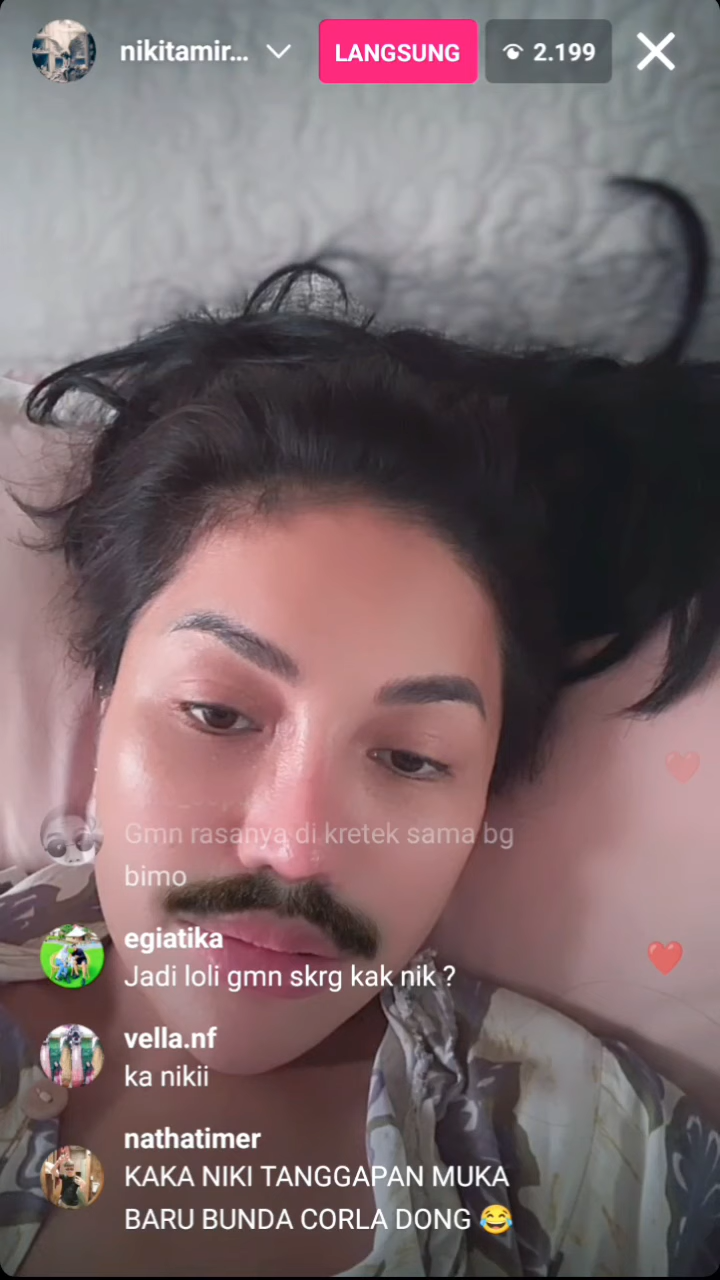 nikitamir...
LANGSUNG
2.199
Gmn rasanya di kretek sama bg
bimo
egiatika
Jadi loli gmn skrg kak nik ?
vella.nf
ka nikii
nathatimer
KAKA NIKI TANGGAPAN MUKA
BARU BUNDA CORLA DONG 😂